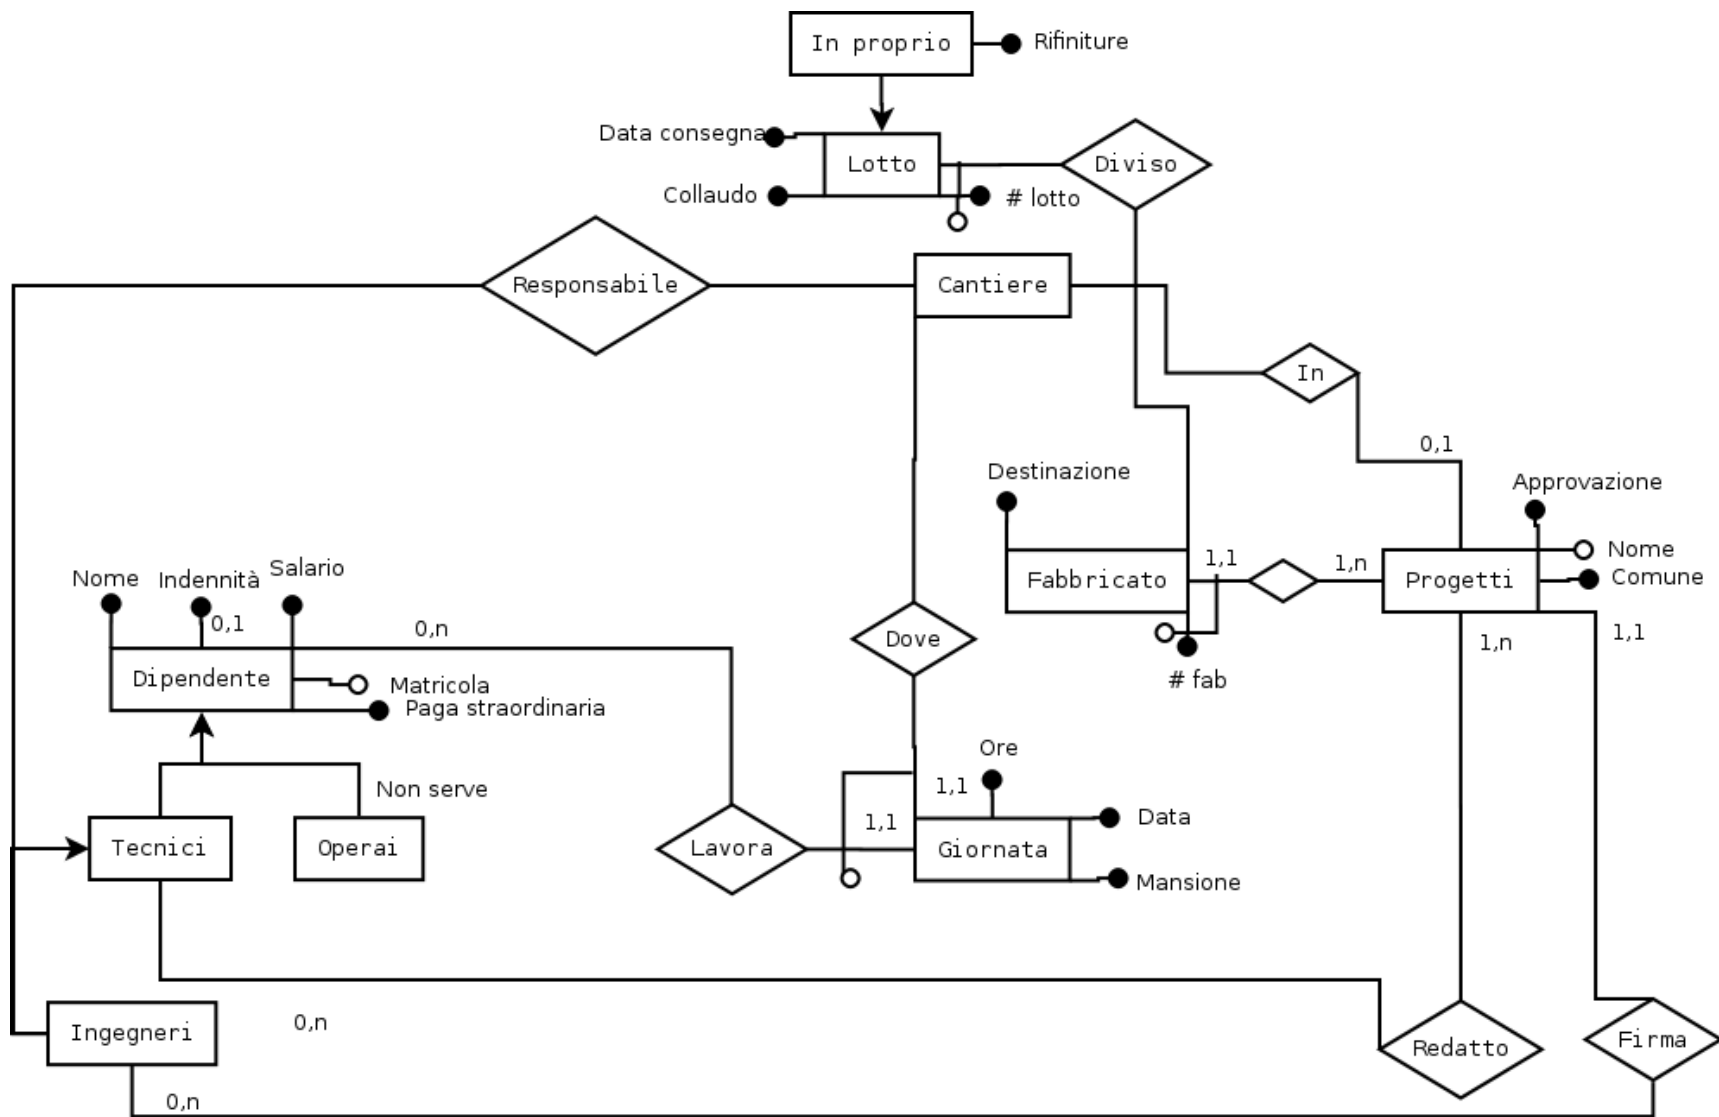 In proprio
Rifiniture
Data consegna
Lotto
Diviso
Collaudo
# lotto
Responsabile
Cantiere
In
0,1
Destinazione
Approvazione
Nome
Indennità
Salario
1,1
1,n
Nome
Fabbricato
Progetti
Comune
0,1
0,n
Dove
1,n
1,1
Dipendente
Matricola
# fab
Paga straordinaria
Ore
Non serve
1,1
1,1
Data
Tecnici
Operai
Lavora
Giornata
Mansione
0,n
Ingegneri
Redatto
Firma
0,n